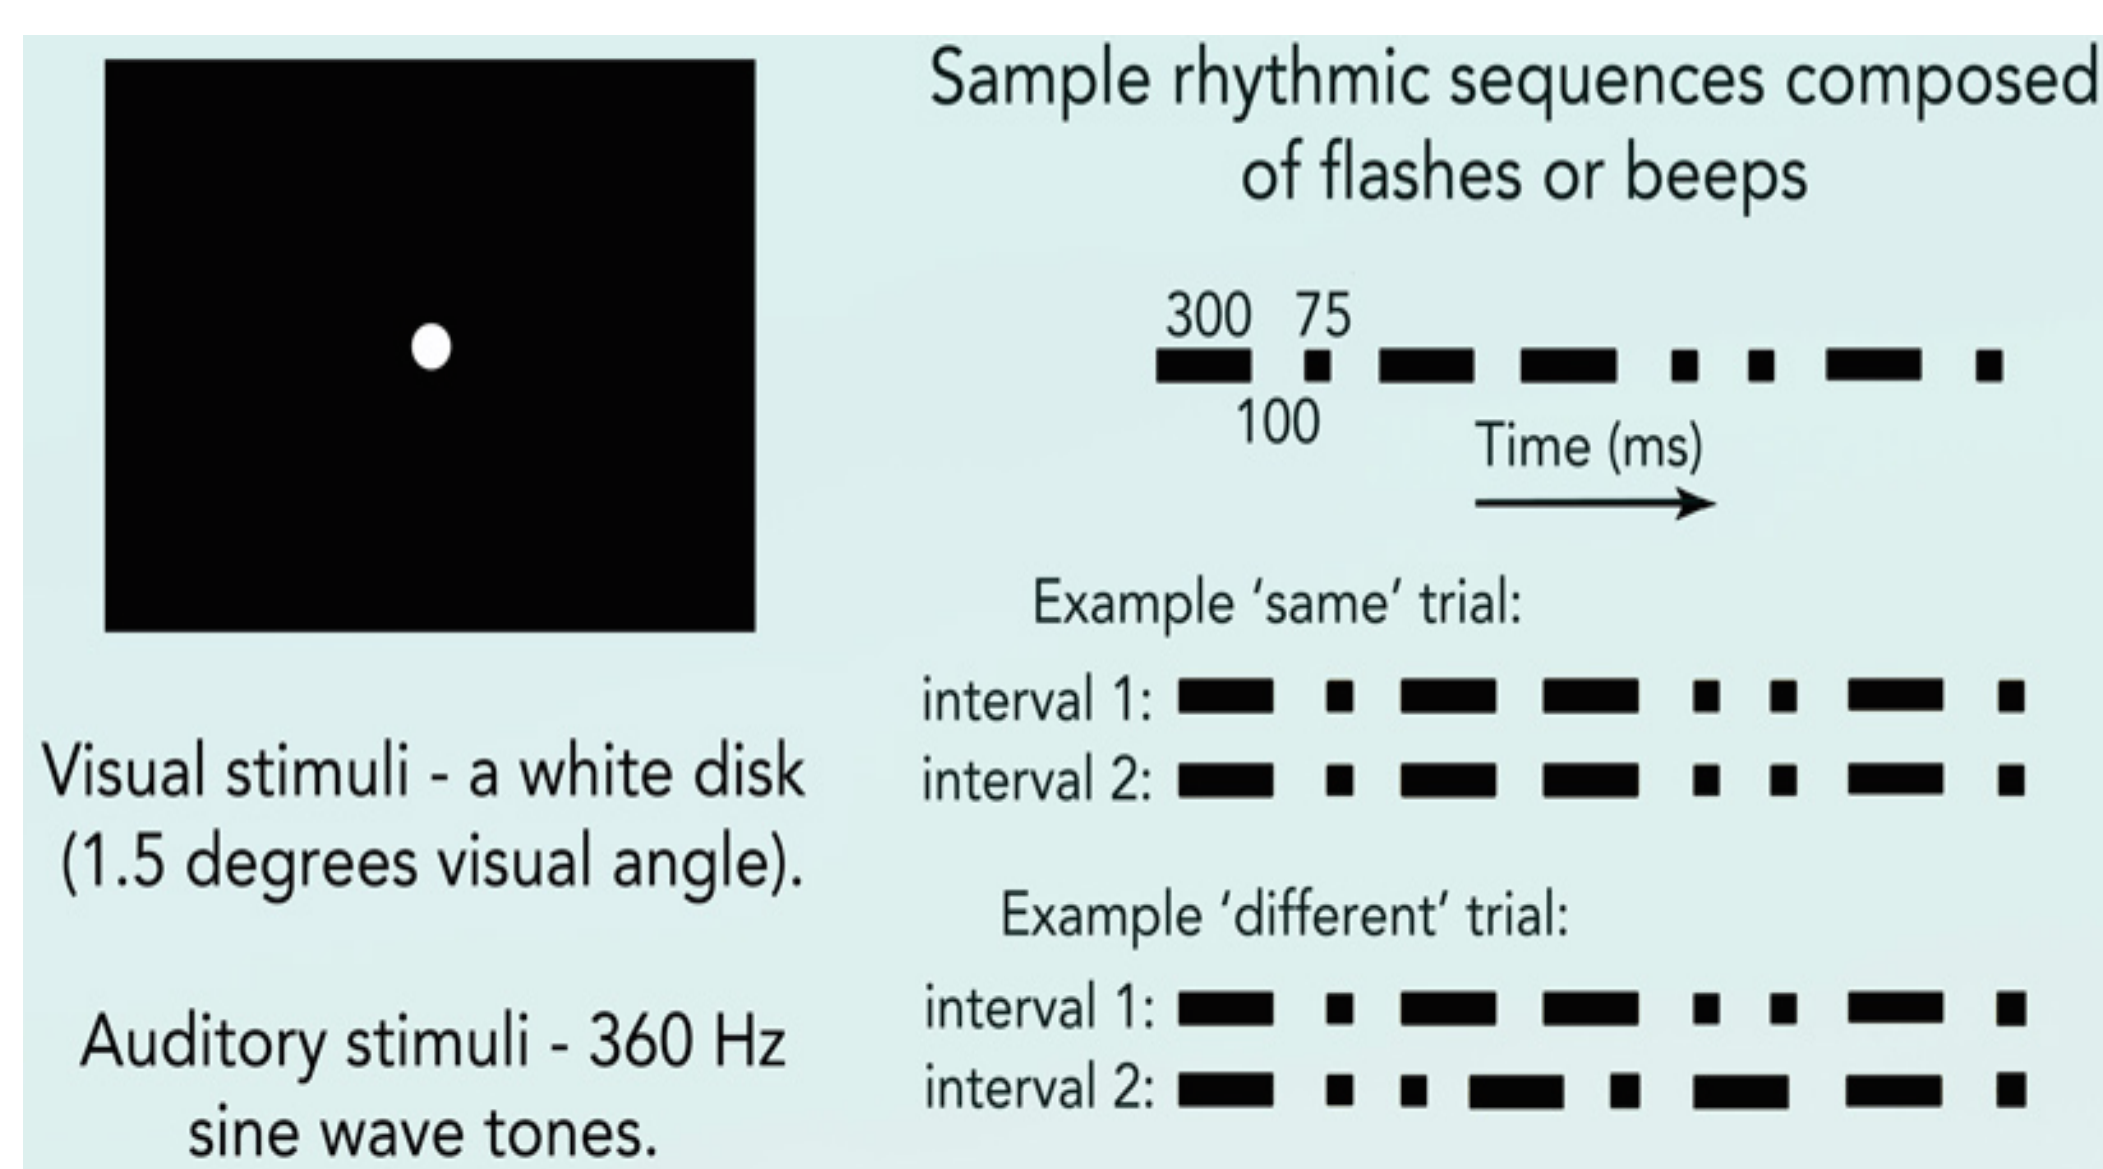 Sample rhythmic sequences composed
of flashes or beeps
300 75
100
Time (ms)
Example ‘same’ trial:
interval 1:
interval 2:
Visual stimuli - a white disk
(1.5 degrees visual angle).
Example ‘different’ trial:
interval 1:
interval 2:
Auditory stimuli - 360 Hz
sine wave tones.